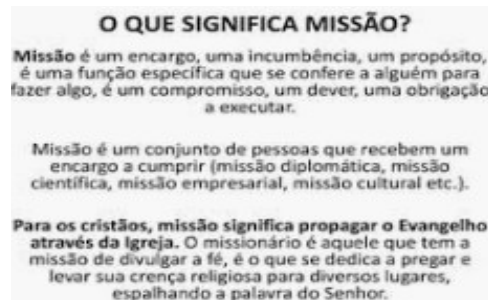 O QUE SIGNIFICA MISSÃO?
Missão é um encargo, uma incumbência, um propósito,
é uma função específica que se confere a alguém para
fazer algo, é um compromisso, um dever, uma obrigação
a executar.
Missão é um conjunto de pessoas que recebem um
encargo a cumprir (missão diplomática, missão
científica, missão empresarial, missão cultural etc.).
Para os cristãos, missão significa propagar o Evangelho
através da Igreja. O missionário é aquele que tem a
missão de divulgar a fé, é o que se dedica a pregar e
levar sua crença religiosa para diversos lugares,
espalhando a palavra do Senhor.